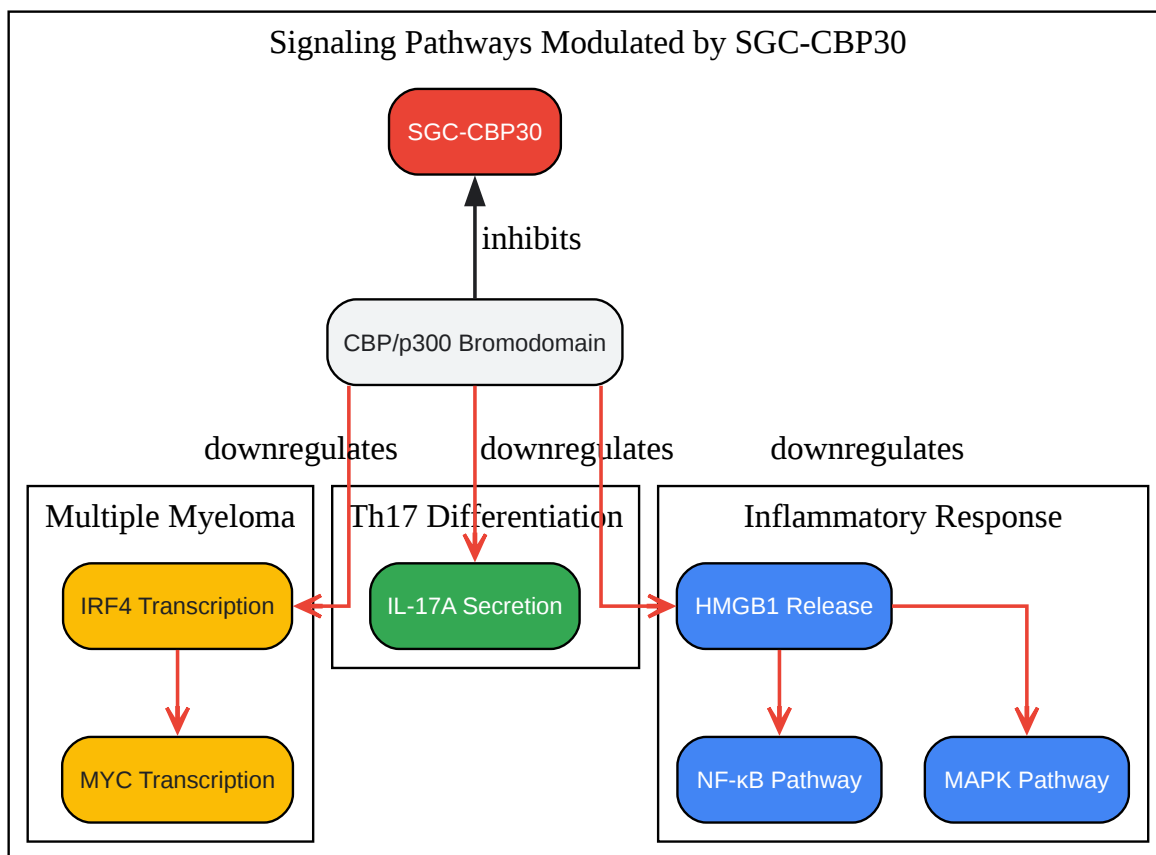 Signaling Pathways Modulated by SGC-CBP30
SGC-CBP30
inhibits
CBP/p300 Bromodomain
downregulates
downregulates
downregulates
Multiple Myeloma
Th17 Differentiation
Inflammatory Response
IRF4 Transcription
IL-17A Secretion
HMGB1 Release
MYC Transcription
NF-κB Pathway
MAPK Pathway